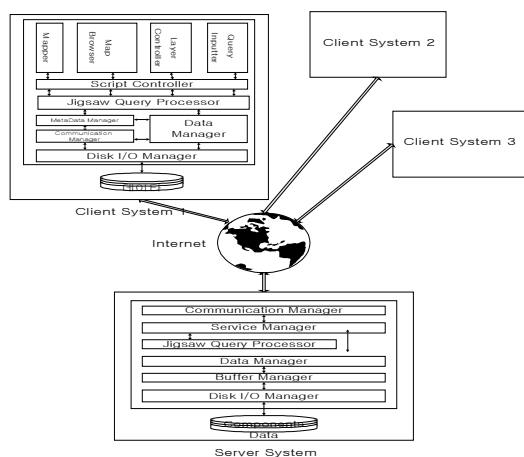 Mapper
Map
Browser
Layer
Controller
Query
Inputter
Script Controller
Jigsaw Query Processor
MetaData Manager
Communication
Manager
Data
Manager
Disk I/O Manager
Client System 1
Client System 2
Client System 3
Internet
Communication Manager
Service Manager
Jigsaw Query Processor
Data Manager
Buffer Manager
Disk I/O Manager
Components
Data
Server System